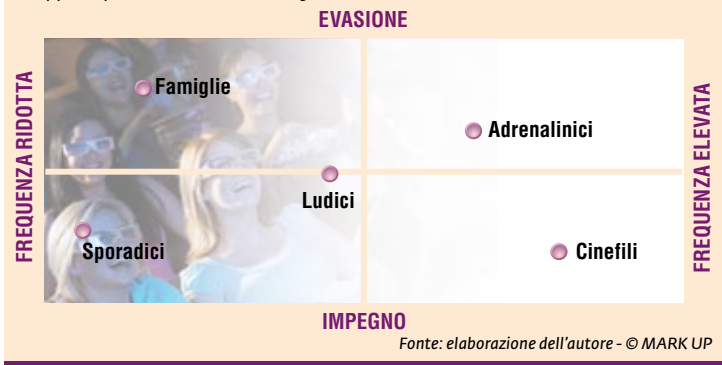 EVASIONE
FREQUENZA RIDOTTA
FREQUENZA ELEVATA
Famiglie
Adrenalinici
Ludici
Sporadici
Cinefili
IMPEGNO
Fonte: elaborazione dell'autore - © MARK UP